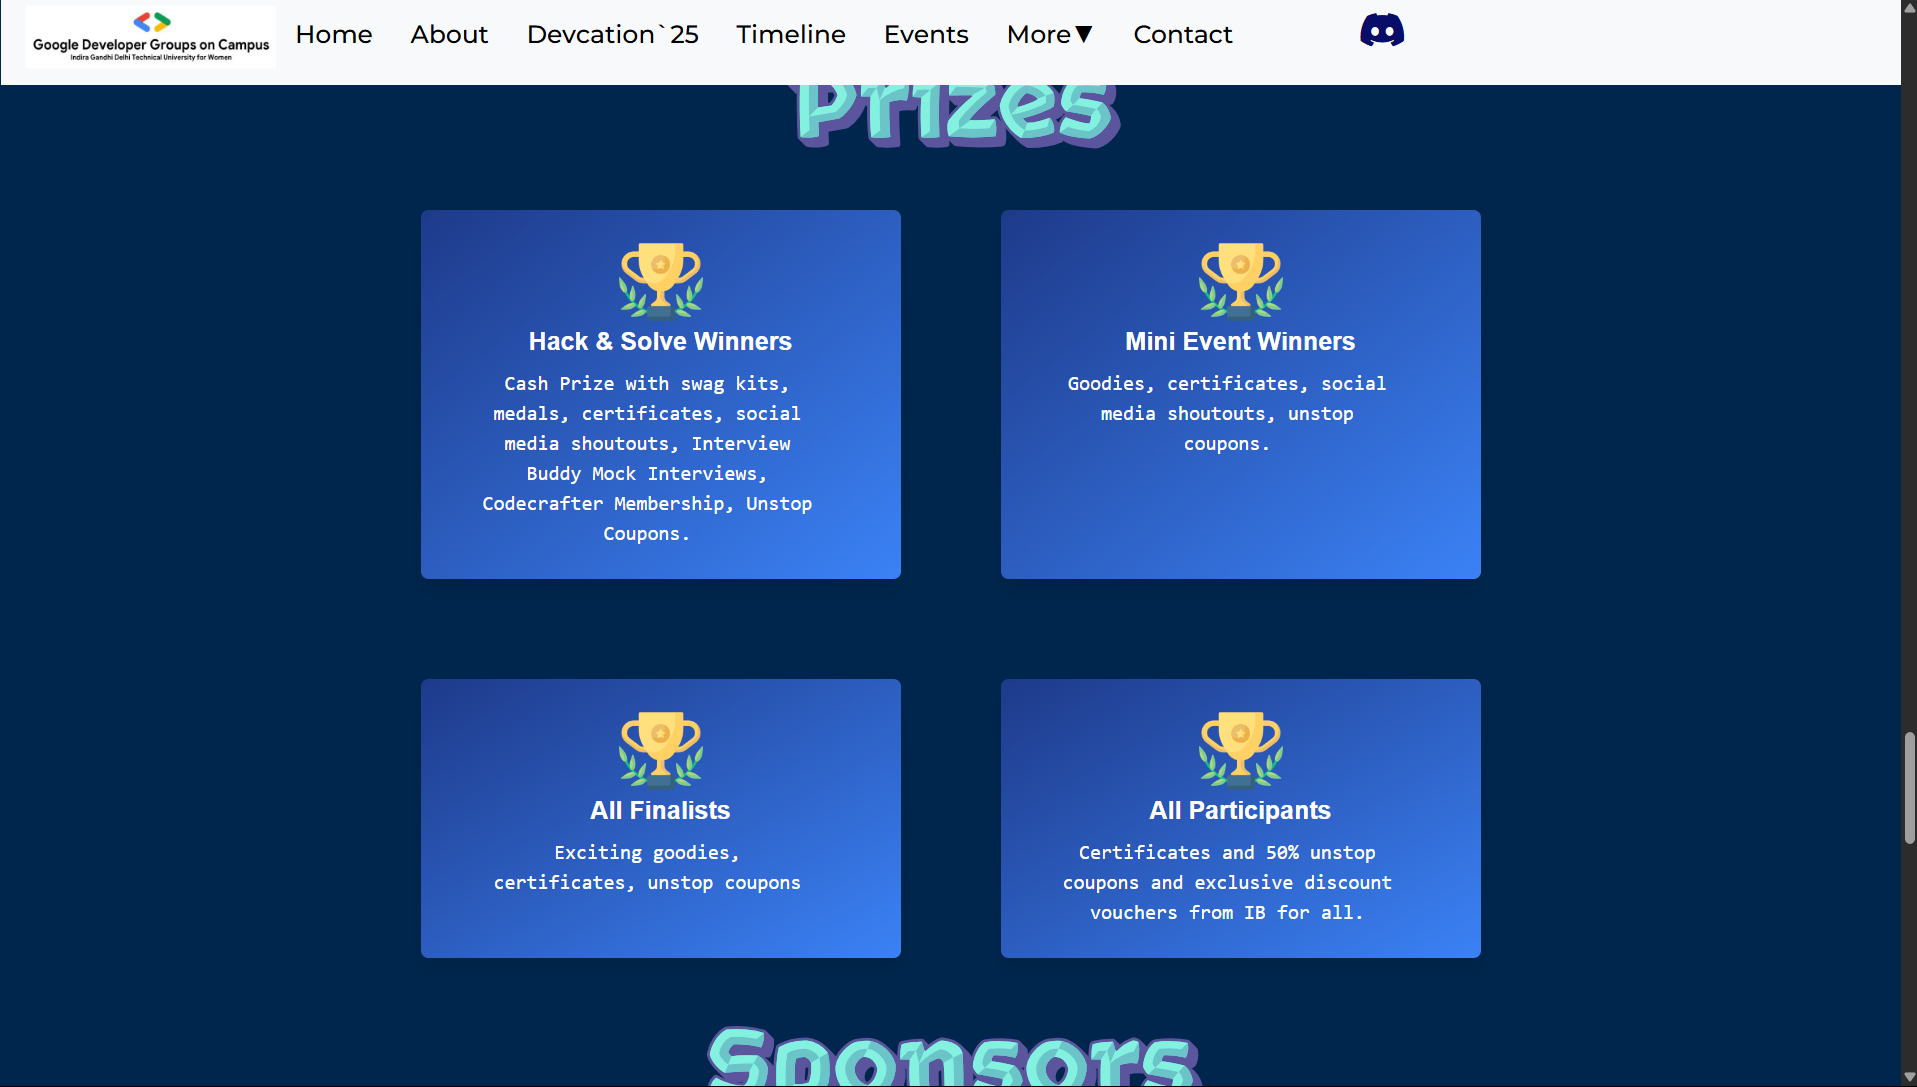 Google Developer Groups on Campus
Indira Gandhi Delhi Technical University for Women
Home About Devcation`25 Timeline Events More▼ Contact
Prizes
Hack & Solve Winners
Cash Prize with swag kits,
medals, certificates, social
media shoutouts, Interview
Buddy Mock Interviews,
Codecrafter Membership, Unstop
Coupons.
Mini Event Winners
Goodies, certificates, social
media shoutouts, unstop
coupons.
All Finalists
Exciting goodies,
certificates, unstop coupons
All Participants
Certificates and 50% unstop
coupons and exclusive discount
vouchers from IB for all.
Sponsors